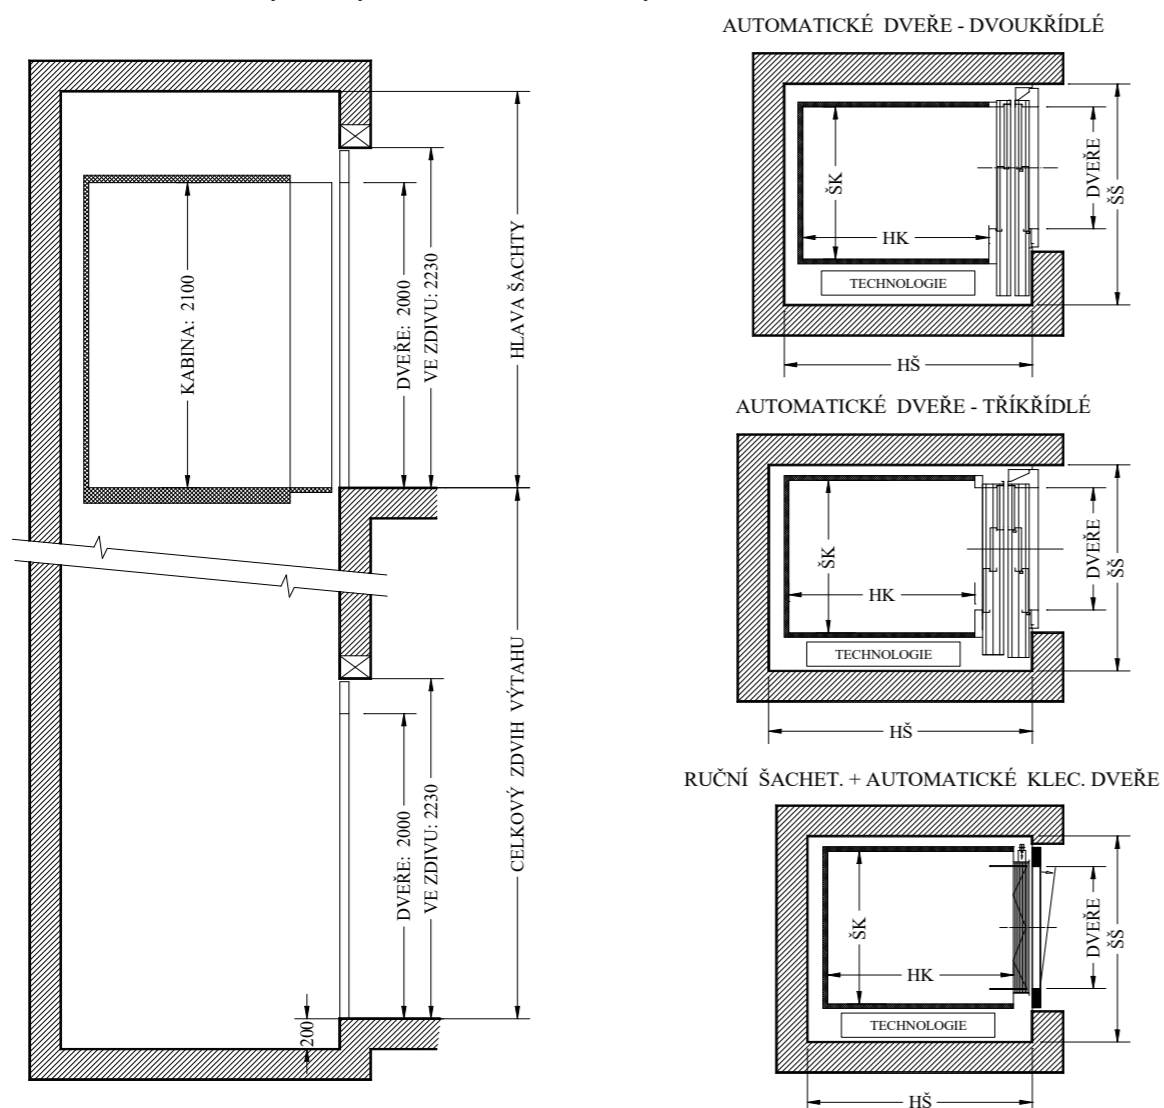 AUTOMATICKÉ DVEŘE - DVOUKŘÍDLÉ
KABINA: 2100
DVEŘE: 2000
VE ZDIVU: 2230
HLAVA ŠACHTY
DVEŘE: 2000
VE ZDIVU: 2230
CELKOVÝ ZDVIH VÝTAHU
200
ŠK
HK
TECHNOLOGIE
DVEŘE
ŠŠ
HŠ
AUTOMATICKÉ DVEŘE - TŘÍKŘÍDLÉ
ŠK
HK
TECHNOLOGIE
DVEŘE
ŠŠ
HŠ
RUČNÍ ŠACHET. + AUTOMATICKÉ KLEC. DVEŘE
ŠK
HK
TECHNOLOGIE
DVEŘE
ŠŠ
HŠ